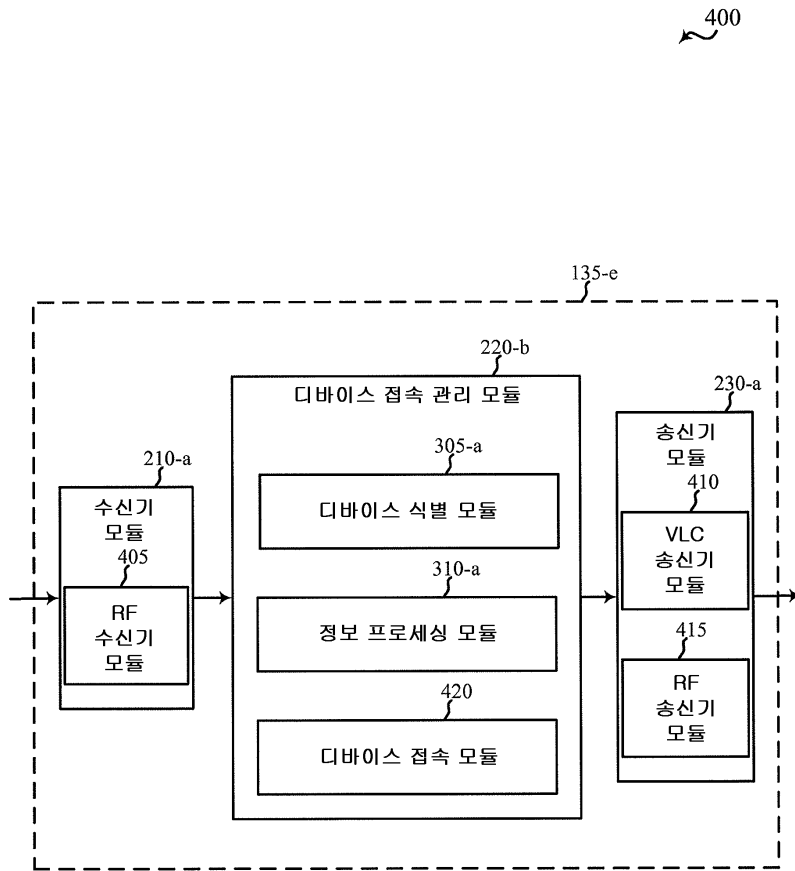 400
135-e
220-b
디바이스 접속 관리 모듈
230-a
송신기
모듈
210-a
수신기
모듈
405
RF
수신기
모듈
305-a
디바이스 식별 모듈
310-a
정보 프로세싱 모듈
420
디바이스 접속 모듈
410
VLC
송신기
모듈
415
RF
송신기
모듈